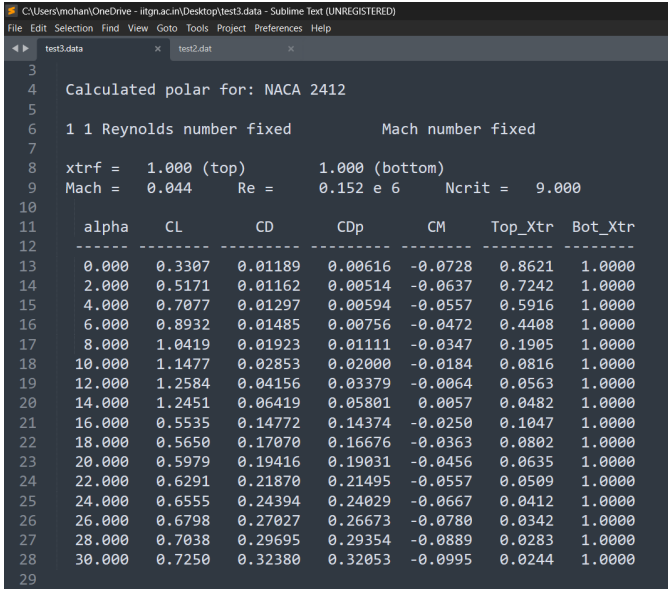 C:\Users\mohan\OneDrive - iitgn.ac.in\Desktop\test3.data - Sublime Text (UNREGISTERED)
File Edit Selection Find View Goto Tools Project Preferences Help
test3.data × test2.dat ×
3
4 Calculated polar for: NACA 2412
5
6 1 1 Reynolds number fixed Mach number fixed
7
8 xtrf = 1.000 (top) 1.000 (bottom)
9 Mach = 0.044 Re = 0.152 e 6 Ncrit = 9.000
10
11 alpha CL CD CDp CM Top_Xtr Bot_Xtr
12 ------ -------- --------- --------- -------- -------- --------
13 0.000 0.3307 0.01189 0.00616 -0.0728 0.8621 1.0000
14 2.000 0.5171 0.01162 0.00514 -0.0637 0.7242 1.0000
15 4.000 0.7077 0.01297 0.00594 -0.0557 0.5916 1.0000
16 6.000 0.8932 0.01485 0.00756 -0.0472 0.4408 1.0000
17 8.000 1.0419 0.01923 0.01111 -0.0347 0.1905 1.0000
18 10.000 1.1477 0.02853 0.02000 -0.0184 0.0816 1.0000
19 12.000 1.2584 0.04156 0.03379 -0.0064 0.0563 1.0000
20 14.000 1.2451 0.06419 0.05801 0.0057 0.0482 1.0000
21 16.000 0.5535 0.14772 0.14374 -0.0250 0.1047 1.0000
22 18.000 0.5650 0.17070 0.16676 -0.0363 0.0802 1.0000
23 20.000 0.5979 0.19416 0.19031 -0.0456 0.0635 1.0000
24 22.000 0.6291 0.21870 0.21495 -0.0557 0.0509 1.0000
25 24.000 0.6555 0.24394 0.24029 -0.0667 0.0412 1.0000
26 26.000 0.6798 0.27027 0.26673 -0.0780 0.0342 1.0000
27 28.000 0.7038 0.29695 0.29354 -0.0889 0.0283 1.0000
28 30.000 0.7250 0.32380 0.32053 -0.0995 0.0244 1.0000
29